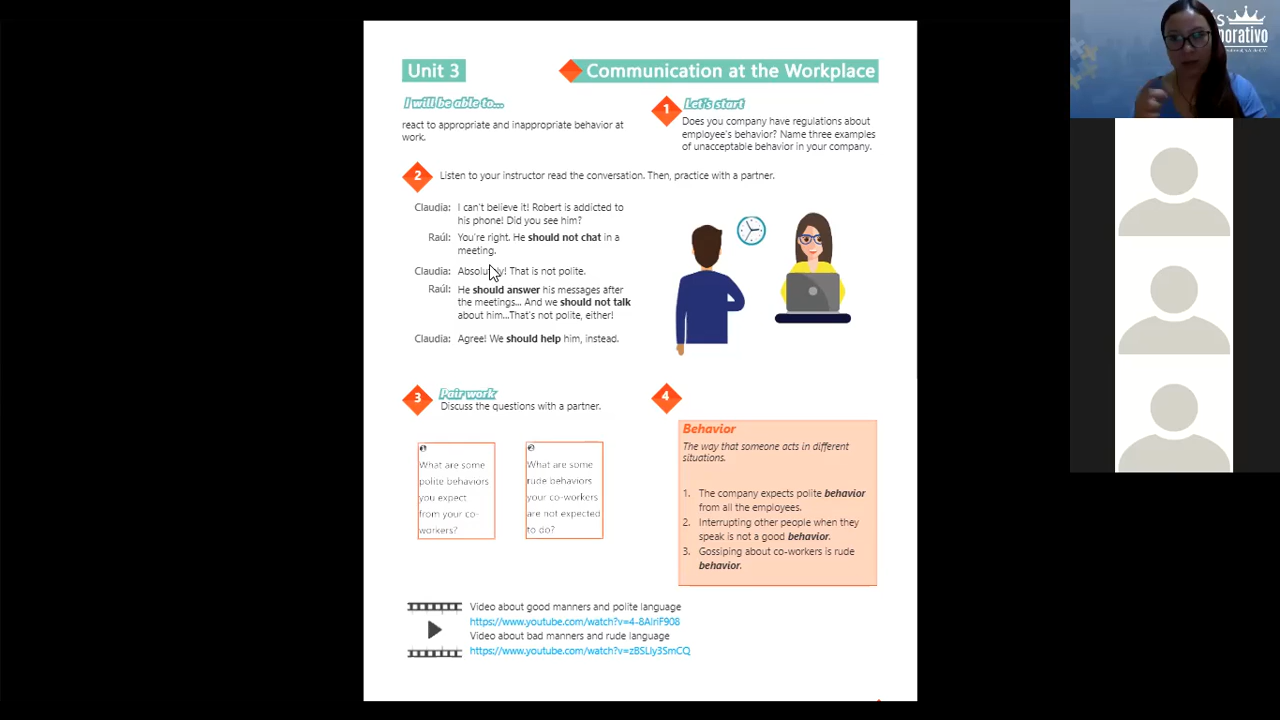 Unit 3
Communication at the Workplace
I will be able to...
react to appropriate and inappropriate behavior at
work.
1
Let's start
Does you company have regulations about
employee's behavior? Name three examples
of unacceptable behavior in your company.
2
Listen to your instructor read the conversation. Then, practice with a partner.
Claudia: I can't believe it! Robert is addicted to
his phone! Did you see him?
Raúl: You're right. He should not chat in a
meeting.
Claudia: Absolutely! That is not polite.
Raúl: He should answer his messages after
the meetings... And we should not talk
about him...That's not polite, either!
Claudia: Agree! We should help him, instead.
3
Pair work
Discuss the questions with a partner.
What are some
polite behaviors
you expect
from your co-
workers?
What are some
rude behaviors
your co-workers
are not expected
to do?
4
Behavior
The way that someone acts in different
situations.
1. The company expects polite behavior
from all the employees.
2. Interrupting other people when they
speak is not a good behavior.
3. Gossiping about co-workers is rude
behavior.
Video about good manners and polite language
https://www.youtube.com/watch?v=4-8AIriF908
Video about bad manners and rude language
https://www.youtube.com/watch?v=zBSLJy3SmCQ